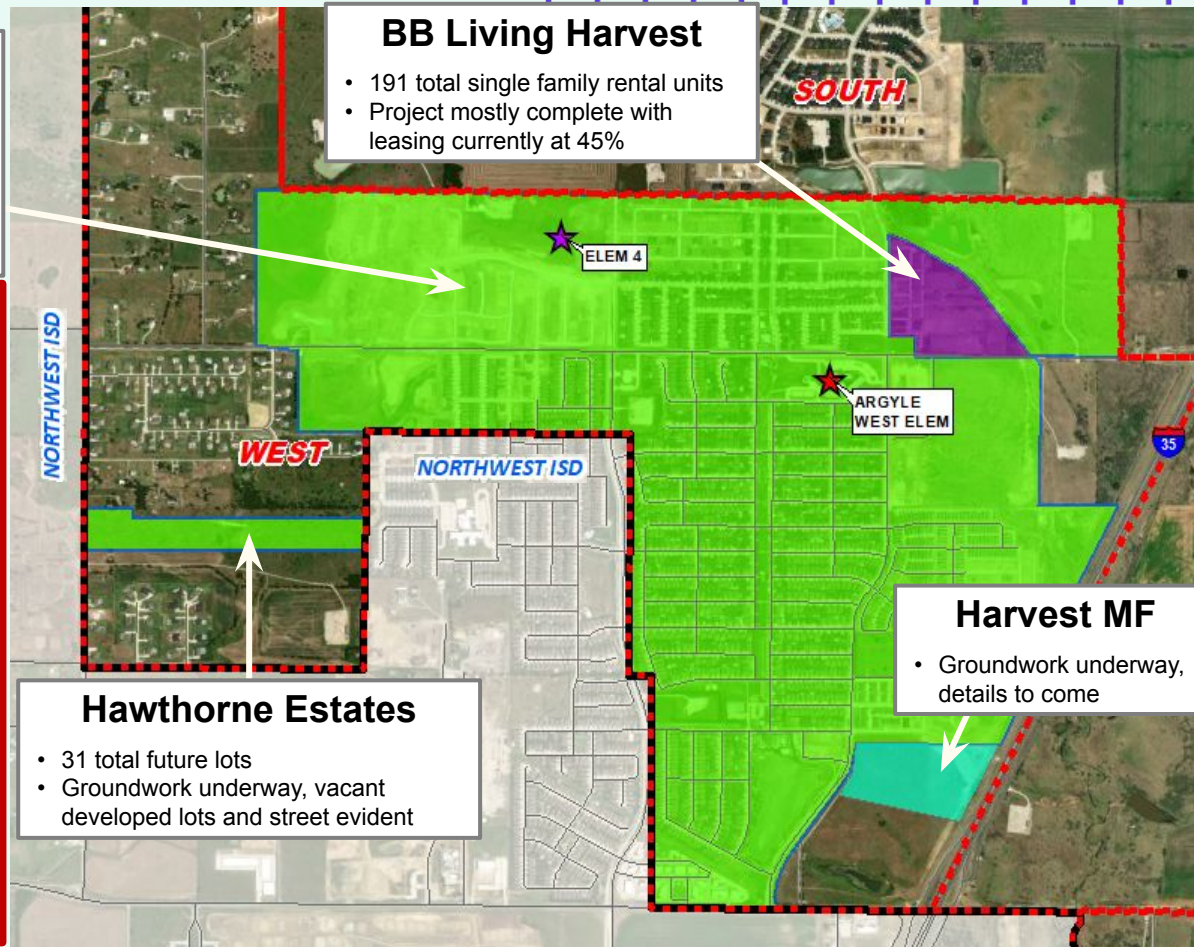 BB Living Harvest
• 191 total single family rental units
• Project mostly complete with
leasing currently at 45%
SOUTH
ELEM 4
NORTHWEST ISD
ARGYLE
WEST ELEM
35
WEST
NORTHWEST ISD
Harvest MF
• Groundwork underway,
details to come
Hawthorne Estates
• 31 total future lots
• Groundwork underway, vacant
developed lots and street evident